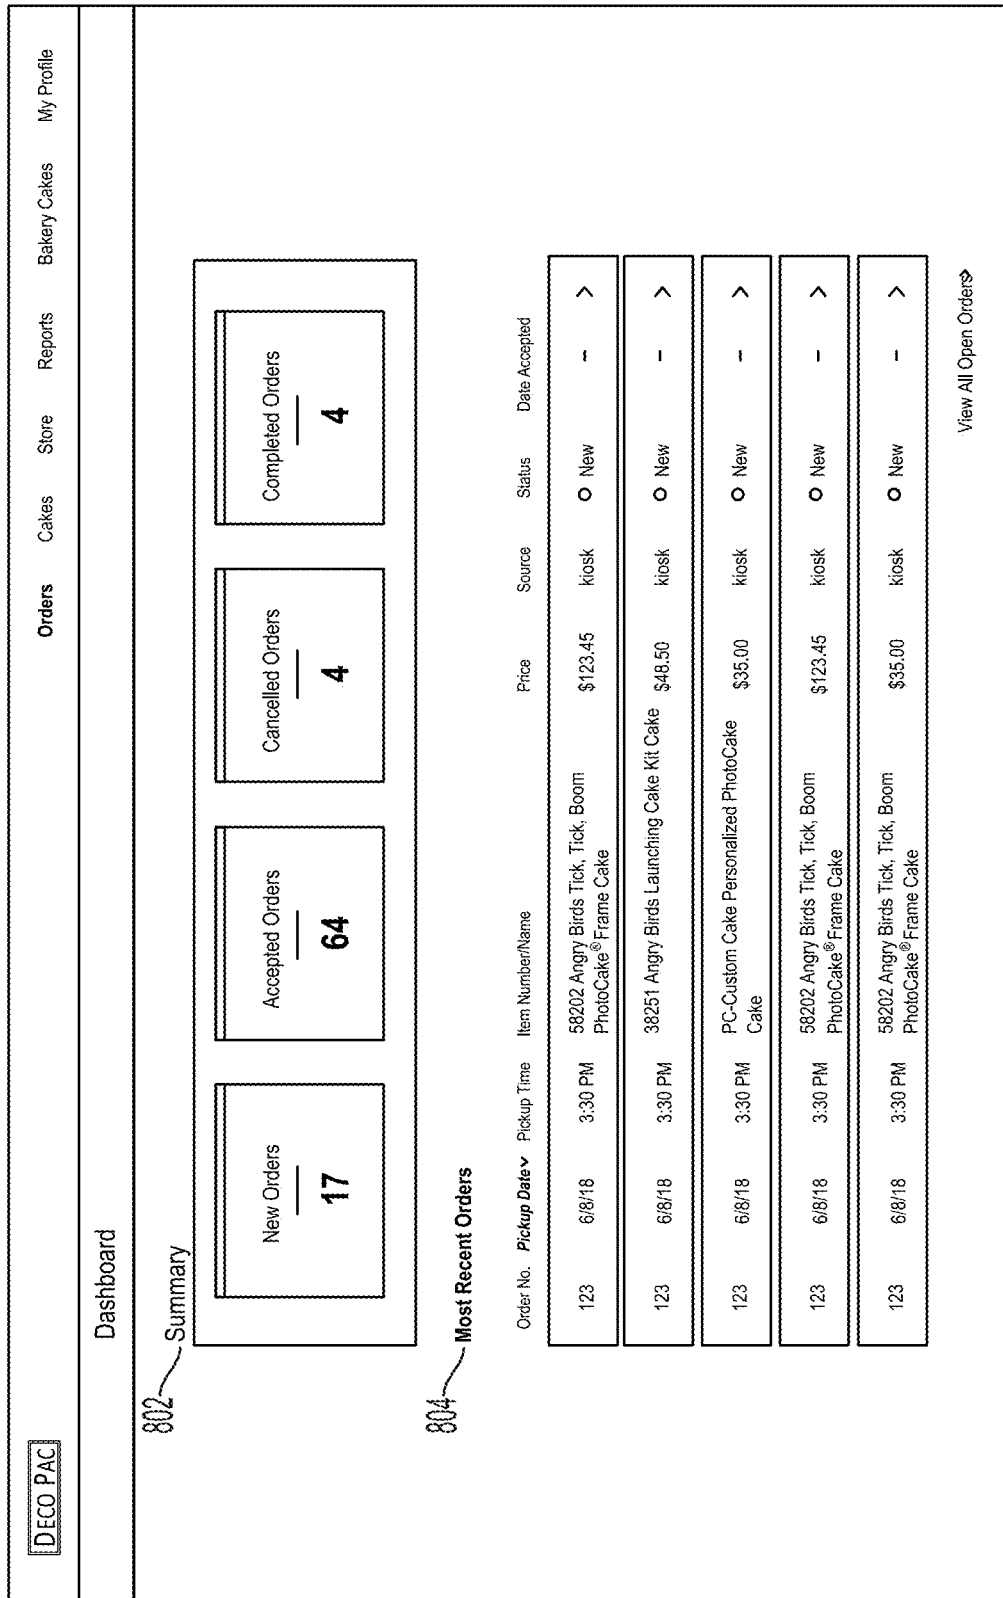 DECO PAC
Orders Cakes Store Reports Bakery Cakes My Profile
Dashboard
802 Summary
New Orders Accepted Orders Cancelled Orders Completed Orders
17 64 4 4
804 Most Recent Orders
Order No. Pickup Date Pickup Time Item Number/Name Price Source Status Date Accepted
123 6/8/18 3:30 PM 58202 Angry Birds Tick, Tick, Boom $123.45 kiosk New -- >
PhotoCake® Frame Cake
123 6/8/18 3:30 PM 38251 Angry Birds Launching Cake Kit Cake $48.50 kiosk New -- >
123 6/8/18 3:30 PM PC-Custom Cake Personalized PhotoCake $35.00 kiosk New -- >
Cake
123 6/8/18 3:30 PM 58202 Angry Birds Tick, Tick, Boom $123.45 kiosk New -- >
PhotoCake® Frame Cake
123 6/8/18 3:30 PM 58202 Angry Birds Tick, Tick, Boom $35.00 kiosk New -- >
PhotoCake® Frame Cake
View All Open Orders>